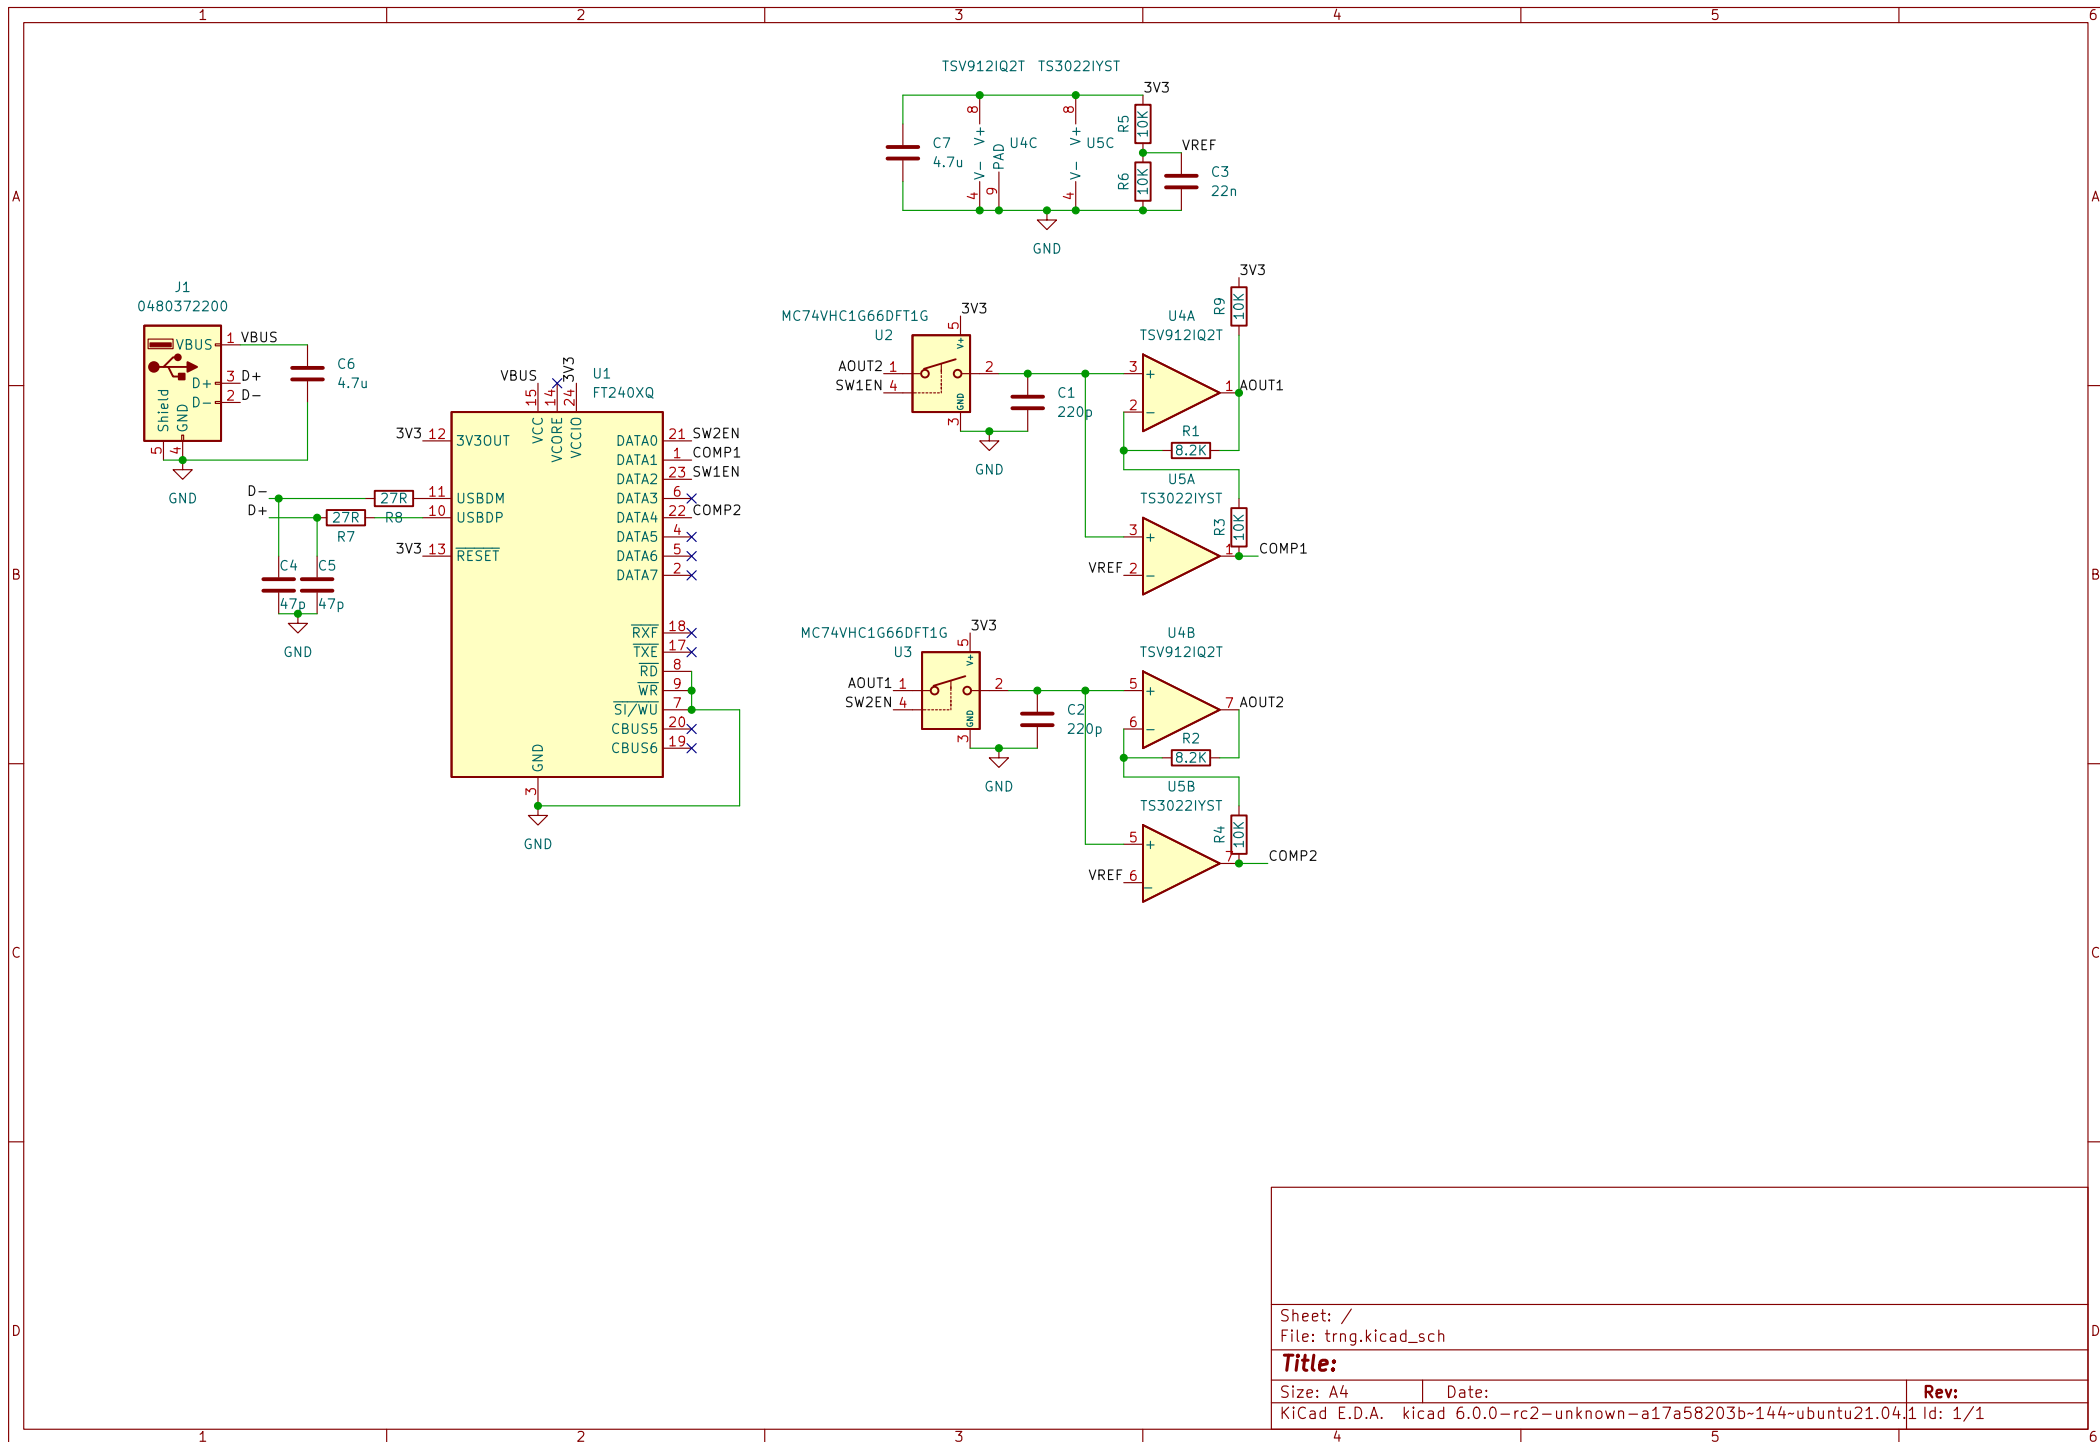 1 2 3 4 5 6
A
B
C
D
A
B
C
D
1 2 3 4 5 6
TSV912IQ2T TS3022IYST
3V3
8
8
V+
V+
R5
10K
C7
4.7u
U4C
U5C
PAD
V-
V-
4
9
4
VREF
R6
10K
C3
22n
GND
J1
0480372200
VBUS
1
VBUS
D+
3
D+
D-
2
D-
Shield
GND
5
4
GND
C6
4.7u
D-
D+
27R
R8
27R
R7
C4
47p
C5
47p
GND
U1
FT240XQ
VBUS
3V3
15
14
24
VCC
VCORE
VCCIO
3V3 12 3V3OUT
11 USBDM
10 USBDP
3V3 13 RESET
DATA0 21 SW2EN
DATA1 1 COMP1
DATA2 23 SW1EN
DATA3 6
DATA4 22 COMP2
DATA5 4
DATA6 5
DATA7 2
RXF 18
TXE 17
RD 8
WR 9
SI/WU 7
CBUS5 20
CBUS6 19
GND
3
GND
MC74VHC1G66DFT1G
U2
3V3
5
V+
AOUT2 1
SW1EN 4
2
GND
3
GND
C1
220p
U4A
TSV912IQ2T
3V3
R9
10K
3 +
2 -
1 AOUT1
R1
8.2K
U5A
TS3022IYST
R3
10K
3 +
VREF 2 -
1
COMP1
MC74VHC1G66DFT1G
U3
3V3
5
V+
AOUT1 1
SW2EN 4
2
GND
3
GND
C2
220p
U4B
TSV912IQ2T
5 +
6 -
7 AOUT2
R2
8.2K
U5B
TS3022IYST
R4
10K
5 +
VREF 6 -
7
COMP2
Sheet: /
File: trng.kicad_sch
Title:
Size: A4 Date: Rev:
KiCad E.D.A. kicad 6.0.0-rc2-unknown-a17a58203b~144~ubuntu21.04.1 Id: 1/1